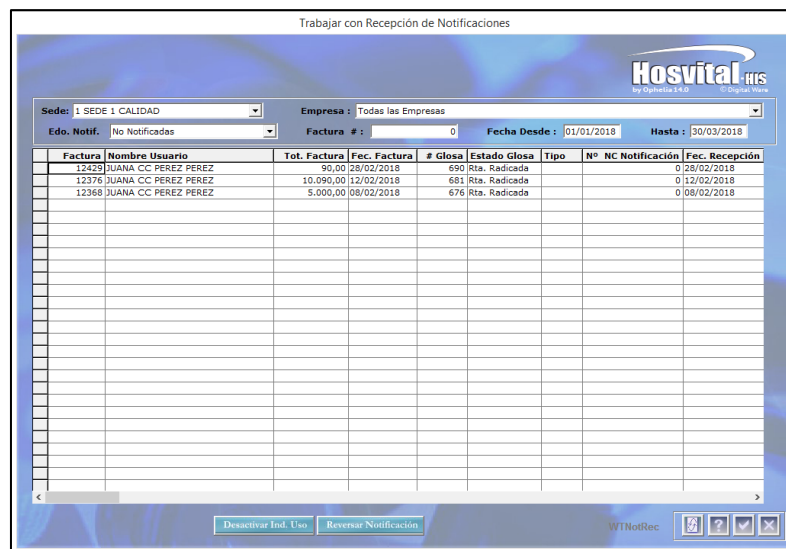 Trabajar con Recepción de Notificaciones
Hosvital-HIS
by Ophelia 14.0 © Digital Ware
Sede: 1 SEDE 1 CALIDAD Empresa : Todas las Empresas
Edo. Notif. No Notificadas Factura # : 0 Fecha Desde : 01/01/2018 Hasta : 30/03/2018
Factura Nombre Usuario Tot. Factura Fec. Factura # Glosa Estado Glosa Tipo Nº NC Notificación Fec. Recepción
12429 JUANA CC PEREZ PEREZ 90,00 28/02/2018 690 Rta. Radicada 0 28/02/2018
12376 JUANA CC PEREZ PEREZ 10.090,00 12/02/2018 681 Rta. Radicada 0 12/02/2018
12368 JUANA CC PEREZ PEREZ 5.000,00 08/02/2018 676 Rta. Radicada 0 08/02/2018
Desactivar Ind. Uso Reversar Notificación WTNotRec ?